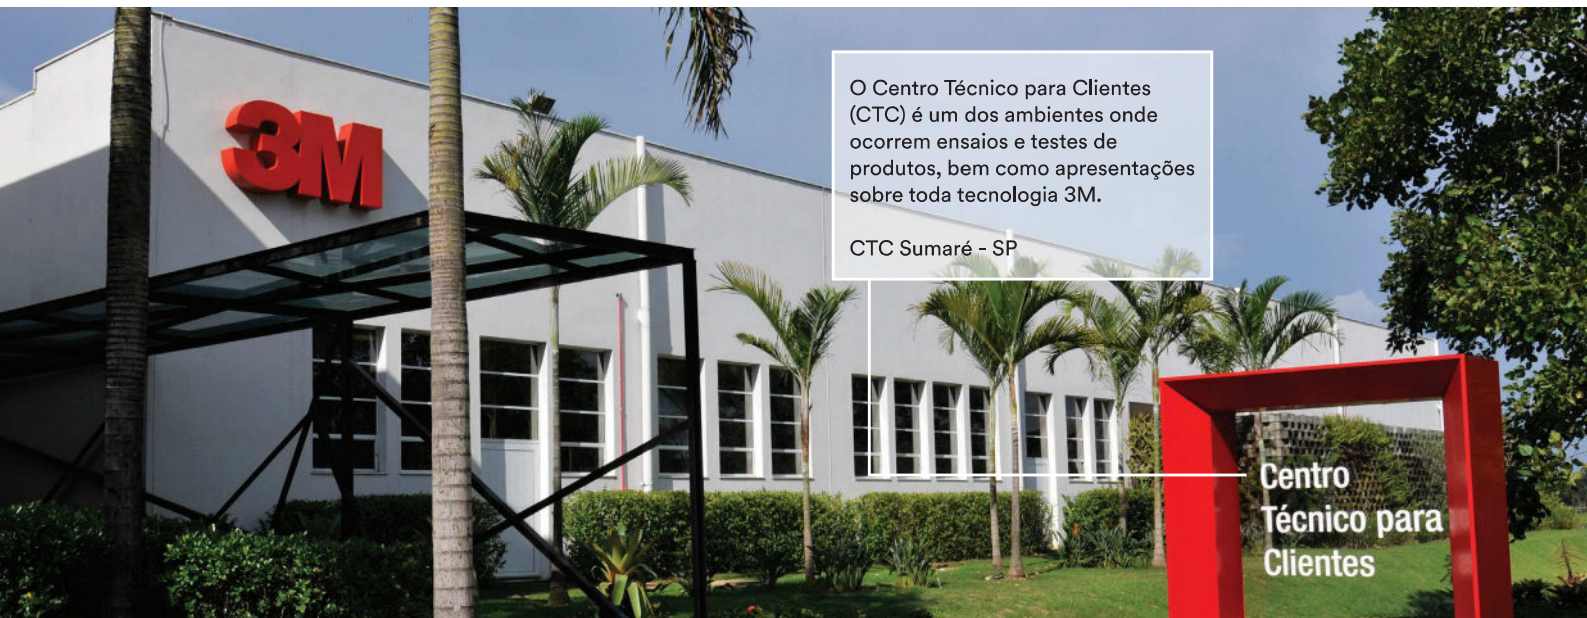 3M
O Centro Técnico para Clientes
(CTC) é um dos ambientes onde
ocorrem ensaios e testes de
produtos, bem como apresentações
sobre toda tecnologia 3M.
CTC Sumaré - SP
Centro
Técnico para
Clientes